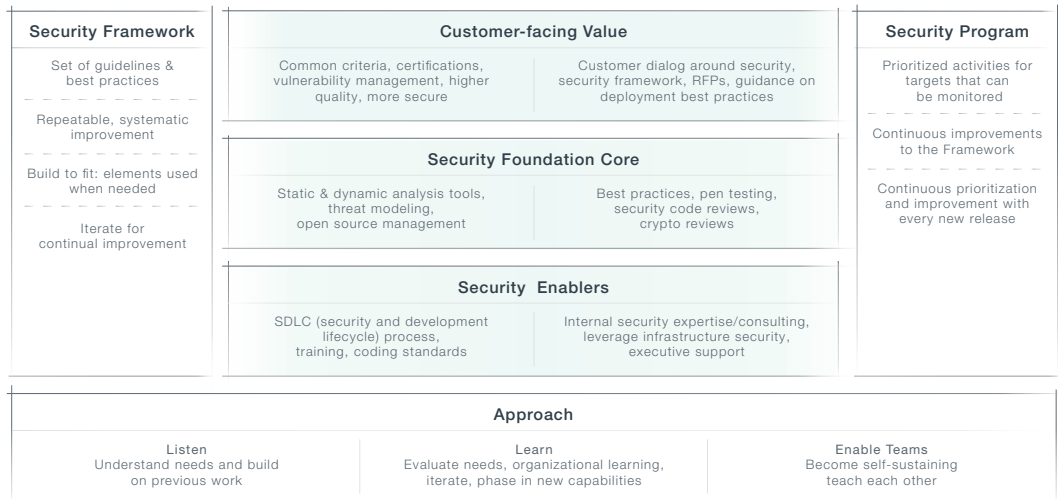 Security Framework
Set of guidelines &
best practices
Repeatable, systematic
improvement
Build to fit: elements used
when needed
Iterate for
continual improvement
Customer-facing Value
Common criteria, certifications,
vulnerability management, higher
quality, more secure
Customer dialog around security,
security framework, RFPs, guidance on
deployment best practices
Security Foundation Core
Static & dynamic analysis tools,
threat modeling,
open source management
Best practices, pen testing,
security code reviews,
crypto reviews
Security Enablers
SDLC (security and development
lifecycle) process,
training, coding standards
Internal security expertise/consulting,
leverage infrastructure security,
executive support
Security Program
Prioritized activities for
targets that can
be monitored
Continuous improvements
to the Framework
Continuous prioritization
and improvement with
every new release
Approach
Listen
Understand needs and build
on previous work
Learn
Evaluate needs, organizational learning,
iterate, phase in new capabilities
Enable Teams
Become self-sustaining
teach each other